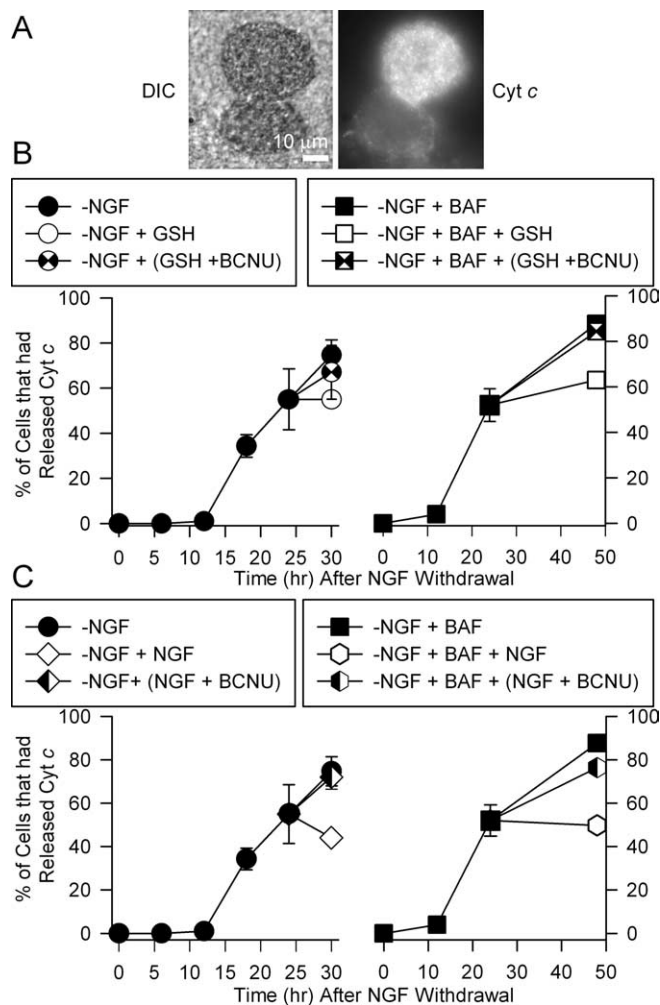 A
DIC
10 μm
Cyt c
B
-NGF
-NGF + GSH
-NGF + (GSH +BCNU)
-NGF + BAF
-NGF + BAF + GSH
-NGF + BAF + (GSH +BCNU)
% of Cells that had
Released Cyt c
100
80
60
40
20
0
0 5 10 15 20 25 30
100
80
60
40
20
0
0 10 20 30 40 50
Time (hr) After NGF Withdrawal
C
-NGF
-NGF + NGF
-NGF+ (NGF + BCNU)
-NGF + BAF
-NGF + BAF + NGF
-NGF + BAF + (NGF + BCNU)
% of Cells that had
Released Cyt c
100
80
60
40
20
0
0 5 10 15 20 25 30
100
80
60
40
20
0
0 10 20 30 40 50
Time (hr) After NGF Withdrawal